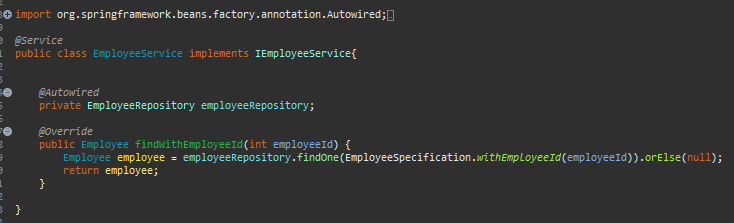 import org.springframework.beans.factory.annotation.Autowired;
@Service
public class EmployeeService implements IEmployeeService{
@Autowired
private EmployeeRepository employeeRepository;
@Override
public Employee findWithEmployeeId(int employeeId) {
Employee employee = employeeRepository.findOne(EmployeeSpecification.withEmployeeId(employeeId)).orElse(null);
return employee;
}
}